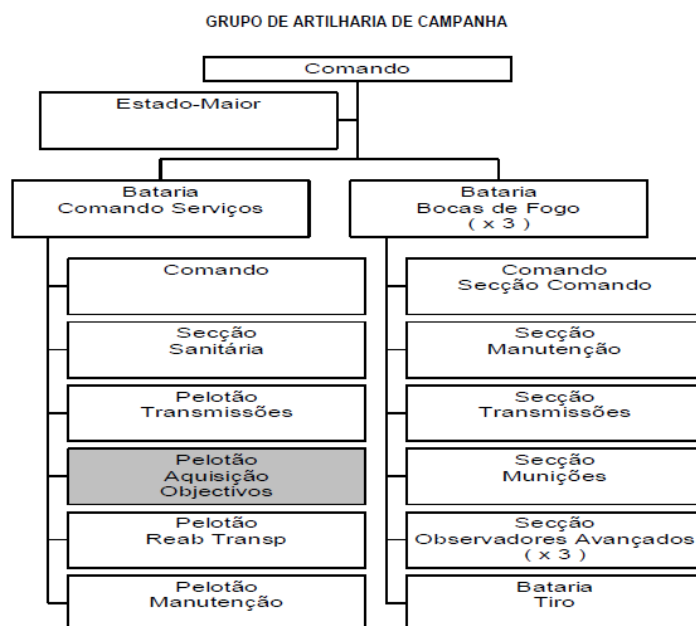 GRUPO DE ARTILHARIA DE CAMPANHA
Comando
Estado-Maior
Bataria
Comando Serviços
Bataria
Bocas de Fogo
( x 3 )
Comando
Secção
Sanitária
Pelotão
Transmissões
Pelotão
Aquisição
Objectivos
Pelotão
Reab Transp
Pelotão
Manutenção
Comando
Secção Comando
Secção
Manutenção
Secção
Transmissões
Secção
Munições
Secção
Observadores Avançados
( x 3 )
Bataria
Tiro